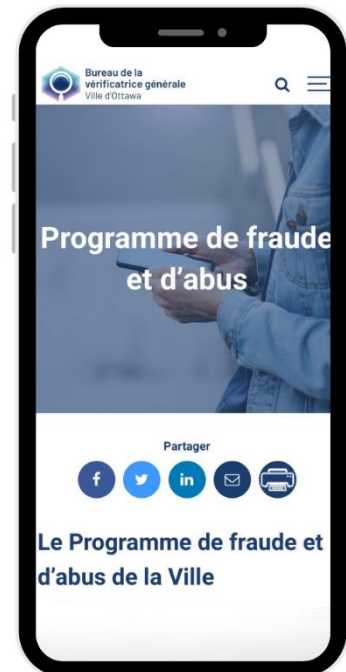 Bureau de la
vérificatrice générale
Ville d'Ottawa
Programme de fraude
et d'abus
Partager
f
in
Le Programme de fraude et
d'abus de la Ville